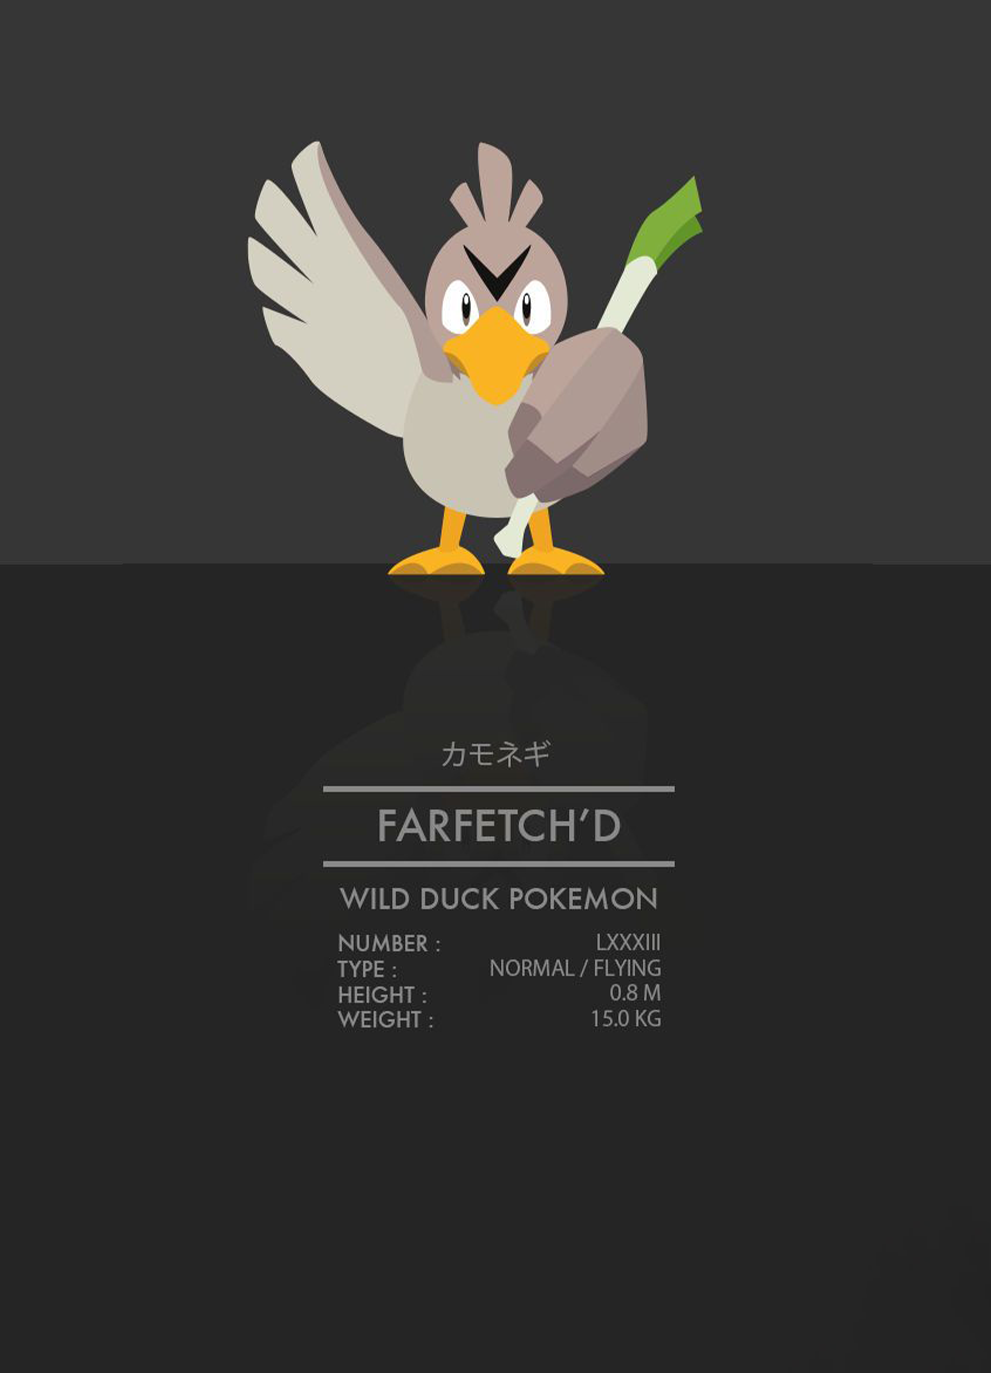 カモネギ
FARFETCH’D
WILD DUCK POKEMON
NUMBER : LXXXIII
TYPE : NORMAL / FLYING
HEIGHT : 0.8 M
WEIGHT : 15.0 KG